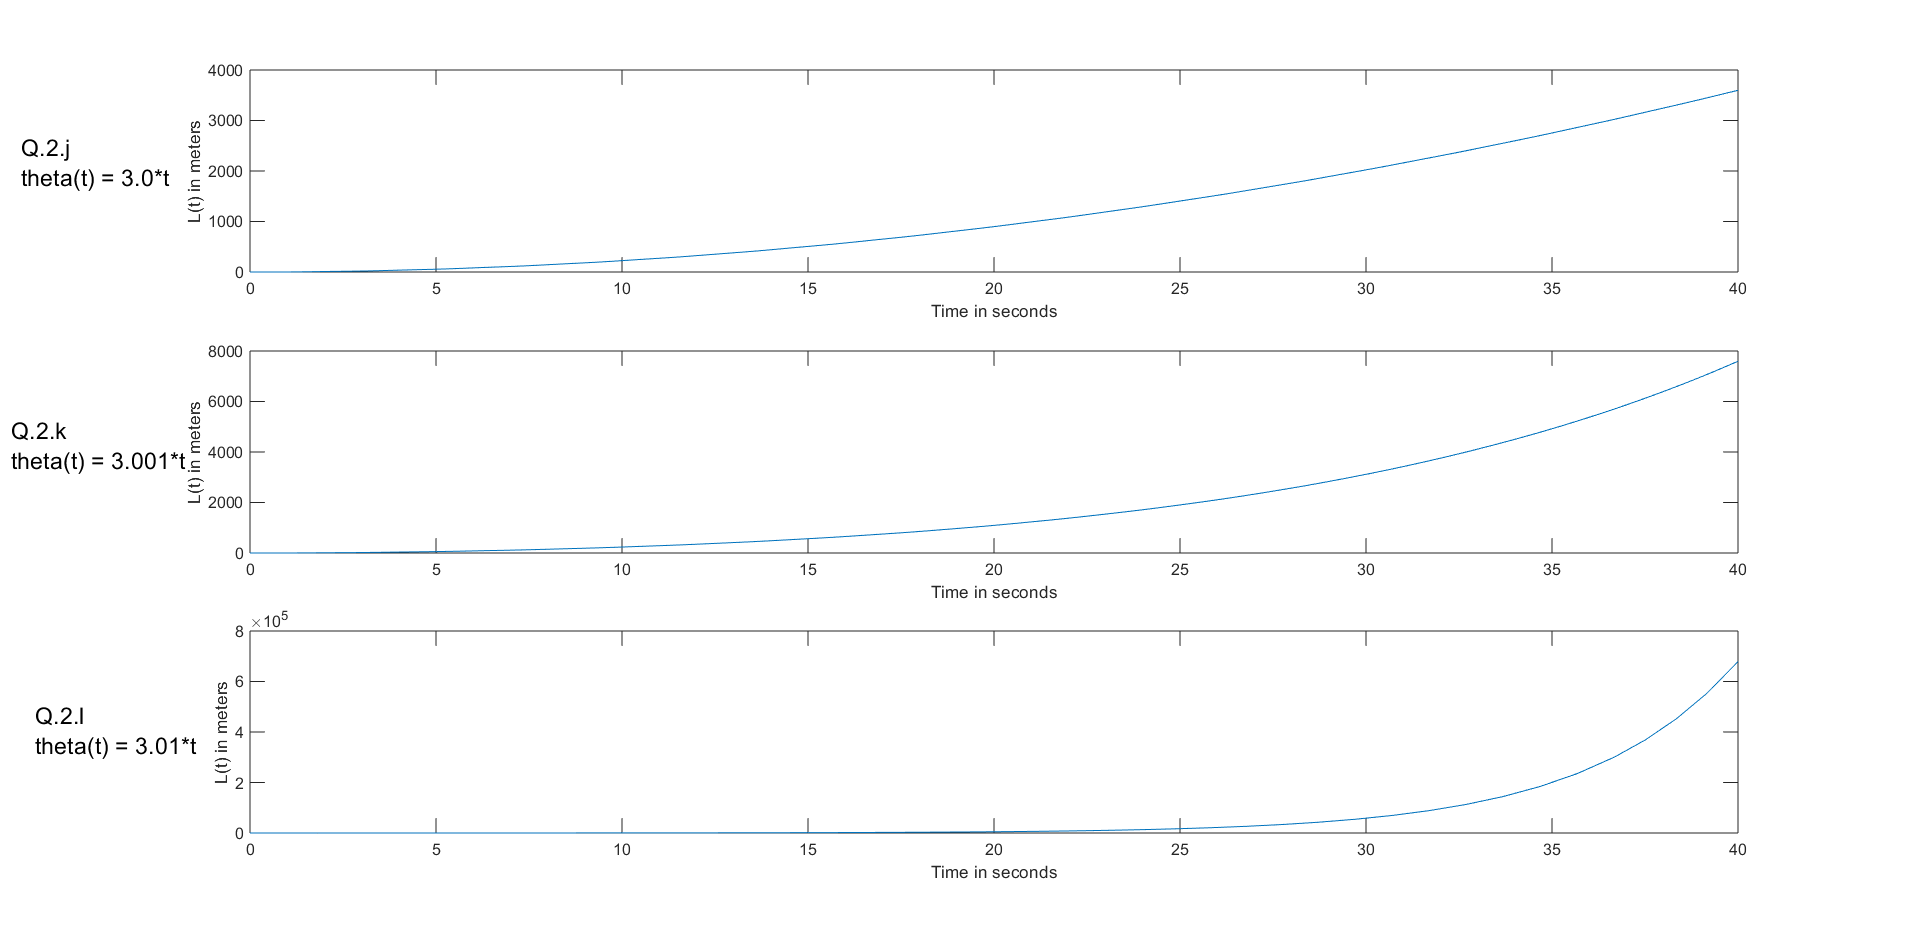 Q.2.j
theta(t) = 3.0*t
L(t) in meters
4000
3000
2000
1000
0
0 5 10 15 20 25 30 35 40
Time in seconds
Q.2.k
theta(t) = 3.001*t
L(t) in meters
8000
6000
4000
2000
0
0 5 10 15 20 25 30 35 40
Time in seconds
Q.2.l
theta(t) = 3.01*t
L(t) in meters
×10⁵
8
6
4
2
0
0 5 10 15 20 25 30 35 40
Time in seconds